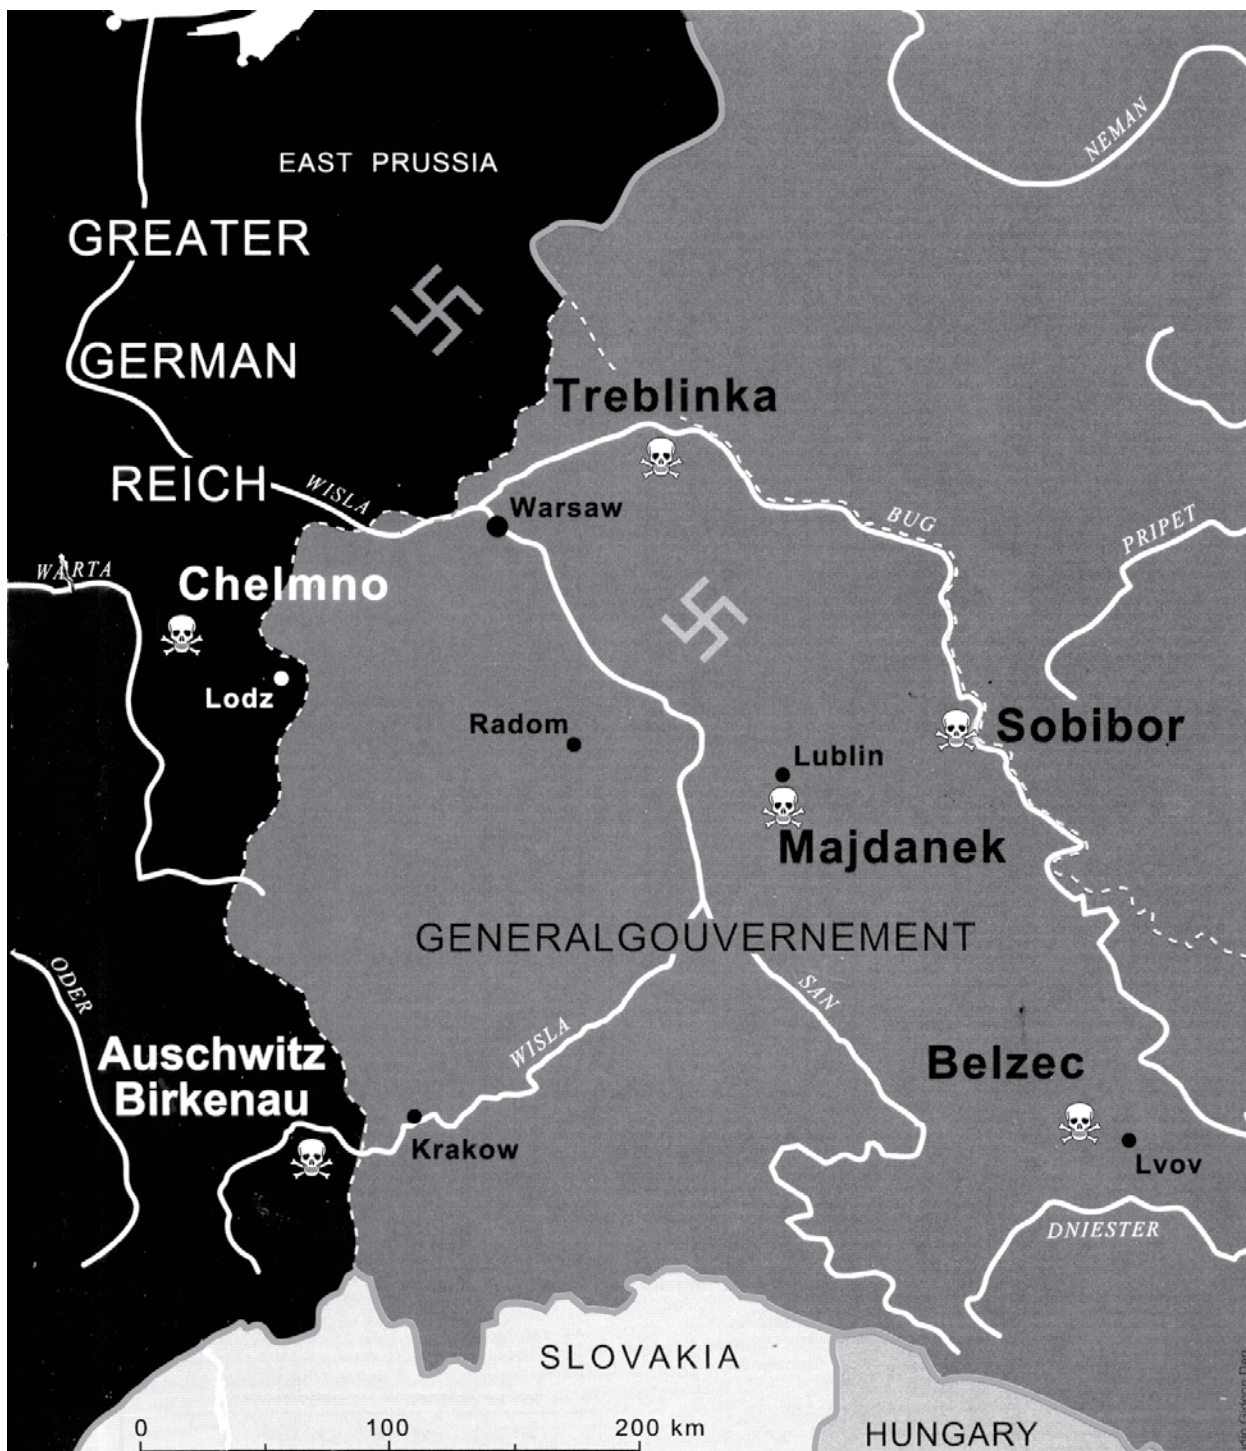 EAST PRUSSIA
NEMAN
GREATER
GERMAN
Treblinka
REICH
WISLA
Warsaw
BUG
PRIPET
WARTA
Chelmno
Lodz
Radom
Sobibor
Lublin
Majdanek
GENERALGOUVERNEMENT
ODER
SAN
WISLA
Auschwitz
Birkenau
Belzec
Krakow
Lvov
DNIESTER
SLOVAKIA
0 100 200 km
HUNGARY